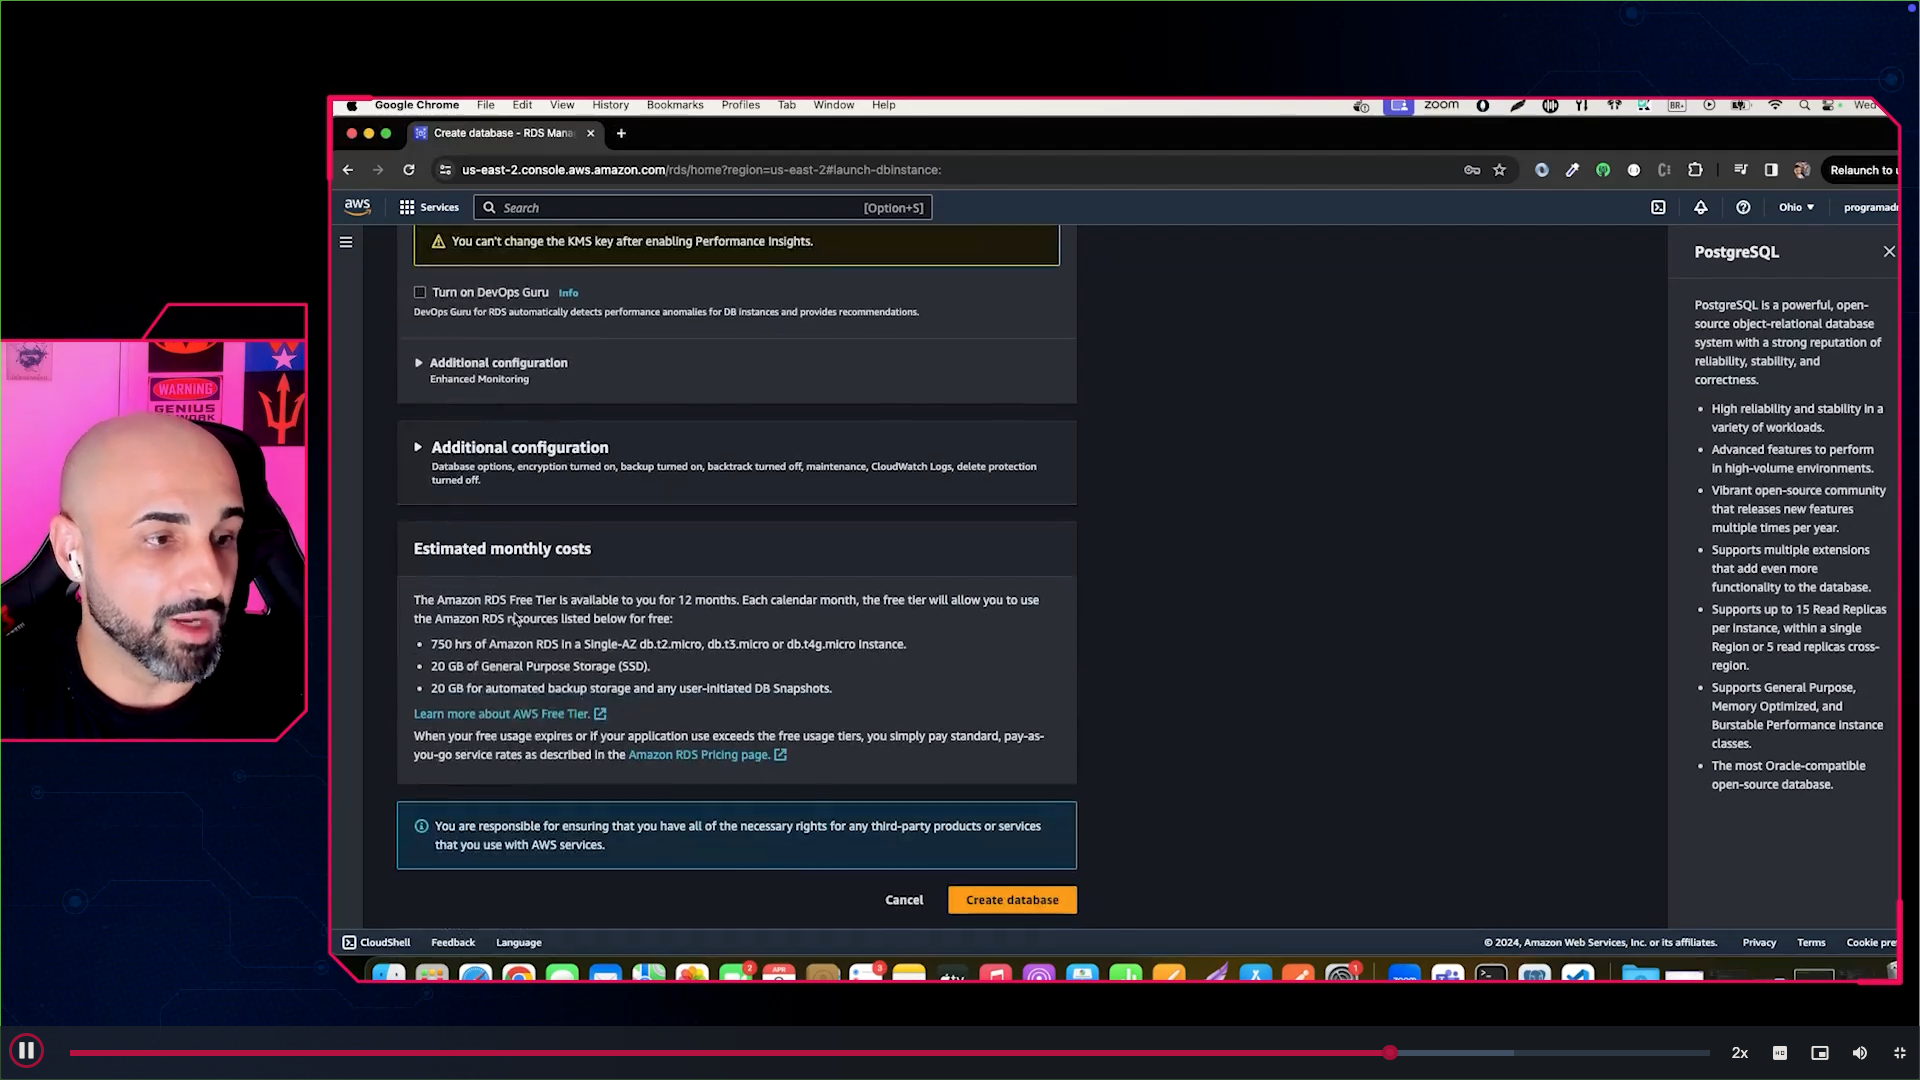 Google Chrome File Edit View History Bookmarks Profiles Tab Window Help
zoom
BR
Wed
Create database - RDS Mana
us-east-2.console.aws.amazon.com/rds/home?region=us-east-2#launch-dbinstance:
Relaunch to u
aws
Services
Search
[Option+S]
Ohio
programadr
You can't change the KMS key after enabling Performance Insights.
Turn on DevOps Guru Info
DevOps Guru for RDS automatically detects performance anomalies for DB instances and provides recommendations.
Additional configuration
Enhanced Monitoring
Additional configuration
Database options, encryption turned on, backup turned on, backtrack turned off, maintenance, CloudWatch Logs, delete protection
turned off.
Estimated monthly costs
The Amazon RDS Free Tier is available to you for 12 months. Each calendar month, the free tier will allow you to use
the Amazon RDS resources listed below for free:
750 hrs of Amazon RDS in a Single-AZ db.t2.micro, db.t3.micro or db.t4g.micro Instance.
20 GB of General Purpose Storage (SSD).
20 GB for automated backup storage and any user-initiated DB Snapshots.
Learn more about AWS Free Tier.
When your free usage expires or if your application use exceeds the free usage tiers, you simply pay standard, pay-as-
you-go service rates as described in the Amazon RDS Pricing page.
You are responsible for ensuring that you have all of the necessary rights for any third-party products or services
that you use with AWS services.
Cancel
Create database
PostgreSQL
PostgreSQL is a powerful, open-
source object-relational database
system with a strong reputation of
reliability, stability, and
correctness.
High reliability and stability in a
variety of workloads.
Advanced features to perform
in high-volume environments.
Vibrant open-source community
that releases new features
multiple times per year.
Supports multiple extensions
that add even more
functionality to the database.
Supports up to 15 Read Replicas
per instance, within a single
Region or 5 read replicas cross-
region.
Supports General Purpose,
Memory Optimized, and
Burstable Performance instance
classes.
The most Oracle-compatible
open-source database.
CloudShell
Feedback
Language
© 2024, Amazon Web Services, Inc. or its affiliates.
Privacy
Terms
Cookie pre
2
APR
3
tv
zoom
1
WARNING
GENIUS
WORK
2x